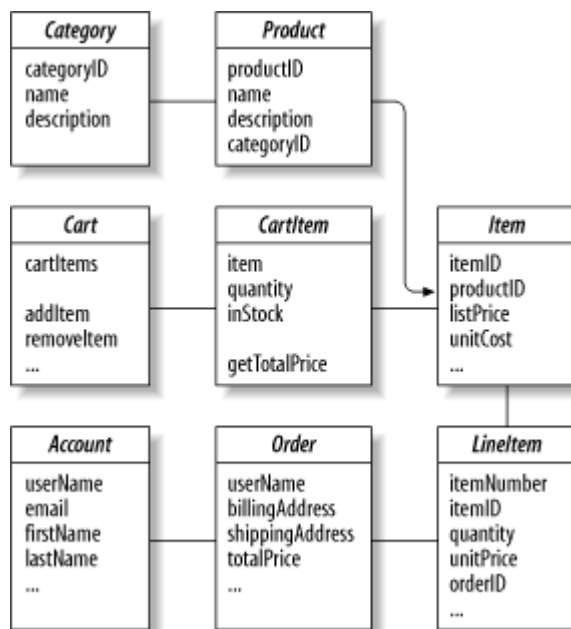 Category
categoryID
name
description
Product
productID
name
description
categoryID
Cart
cartItems
addItem
removeItem
...
CartItem
item
quantity
inStock
getTotalPrice
Item
itemID
productID
listPrice
unitCost
...
Account
userName
email
firstName
lastName
...
Order
userName
billingAddress
shippingAddress
totalPrice
...
LineItem
itemNumber
itemID
quantity
unitPrice
orderID
...